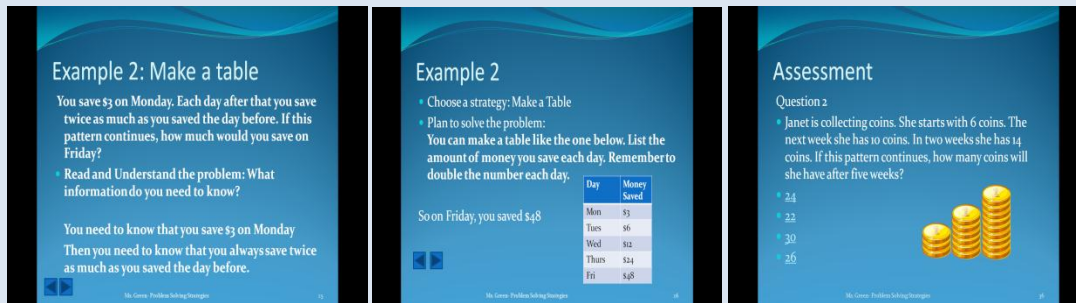 Example 2: Make a table
You save $3 on Monday. Each day after that you save
twice as much as you saved the day before. If this
pattern continues, how much would you save on
Friday?
Read and Understand the problem: What
information do you need to know?
You need to know that you save $3 on Monday
Then you need to know that you always save twice
as much as you saved the day before.
Ms. Green: Problem Solving Strategies
Example 2
Choose a strategy: Make a Table
Plan to solve the problem:
You can make a table like the one below. List the
amount of money you save each day. Remember to
double the number each day.
Day Money Saved
Mon $3
So on Friday, you saved $48
Tues $6
Wed $12
Thurs $24
Fri $48
Ms. Green: Problem Solving Strategies
Assessment
Question 2
Janet is collecting coins. She starts with 6 coins. The
next week she has 10 coins. In two weeks she has 14
coins. If this pattern continues, how many coins will
she have after five weeks?
24
22
30
26
Ms. Green: Problem Solving Strategies